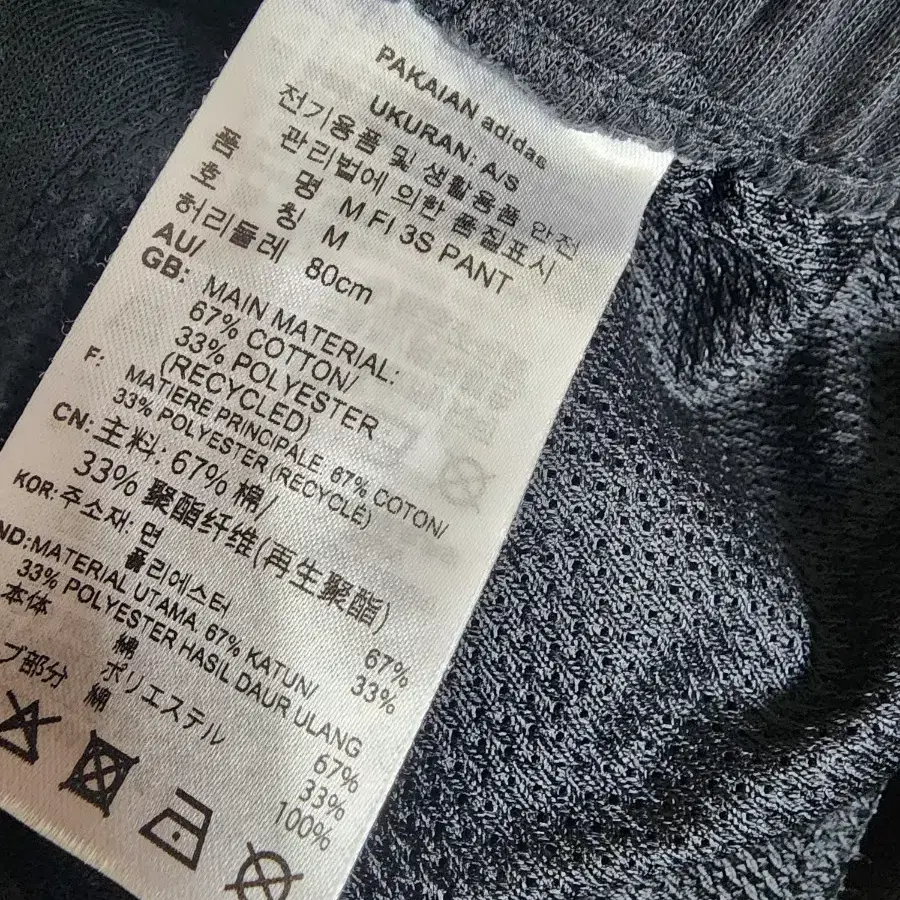 PAKAIAN adidas
UKURAN: A/S
전기용품 및 생활용품 안전
관리법에 의한 품질표시
품 명 M FI 3S PANT
호 칭 M
허리둘레 80cm
AU/
GB: MAIN MATERIAL:
67% COTTON/
33% POLYESTER
(RECYCLED)
F: MATIERE PRINCIPALE. 67% COTON/
33% POLYESTER (RECYCLÉ)
CN: 主料: 67% 棉/
33% 聚酯纤维(再生聚酯)
KOR: 주소재: 면 67%
폴리에스터 33%
ND: MATERIAL UTAMA. 67% KATUN/
33% POLYESTER HASIL DAUR ULANG
本体 綿 67%
ポリエステル 33%
ブ部分 綿 100%